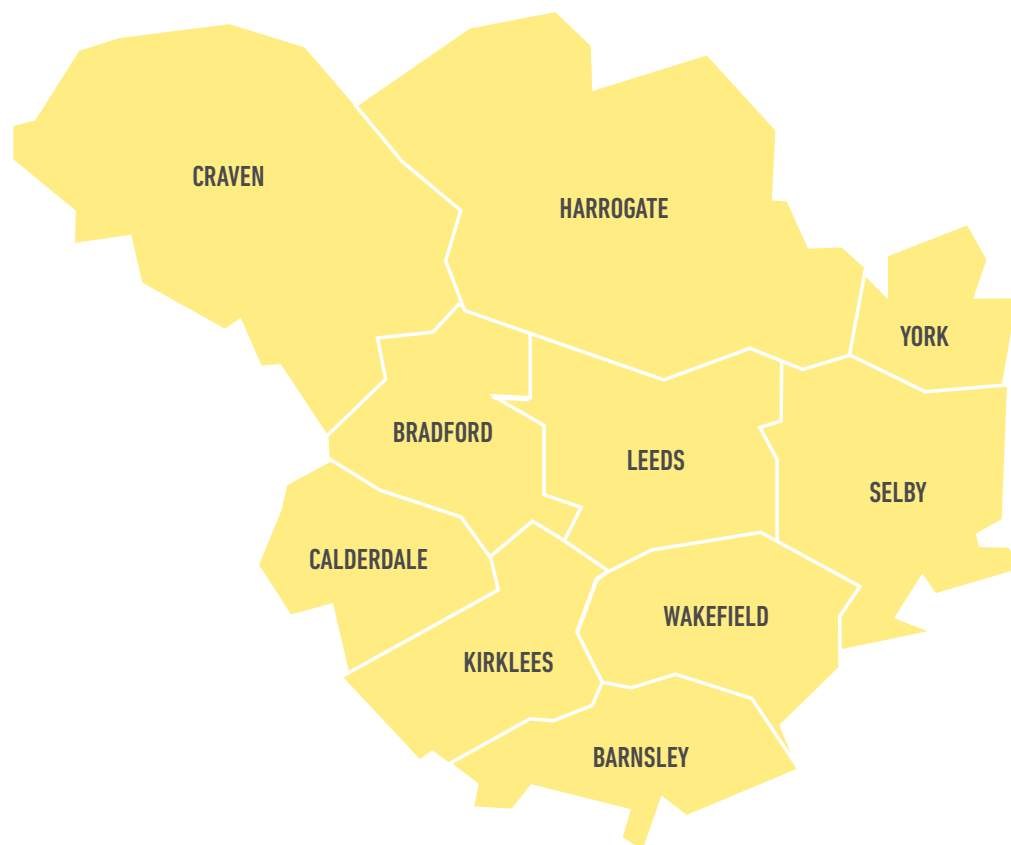 CRAVEN
HARROGATE
YORK
BRADFORD
LEEDS
SELBY
CALDERDALE
WAKEFIELD
KIRKLEES
BARNSLEY